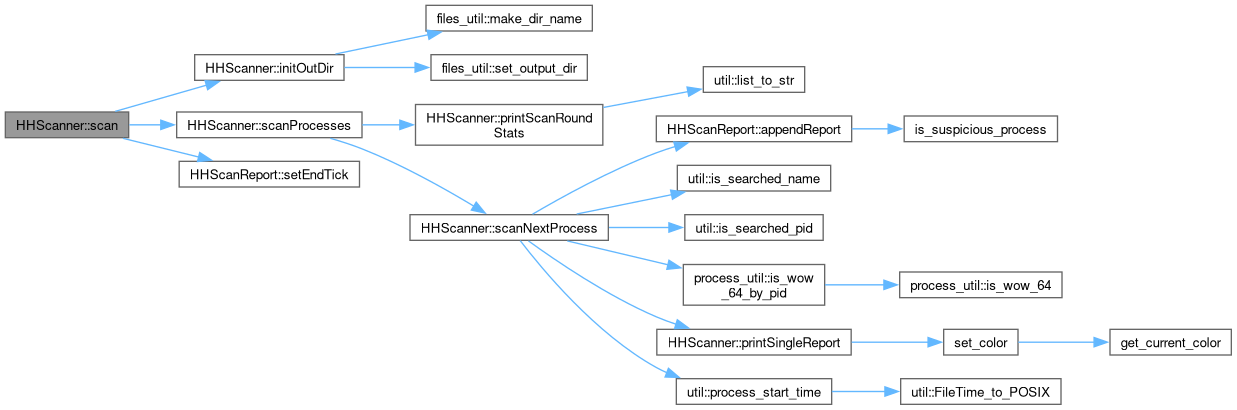 files_util::make_dir_name
HHScanner::initOutDir
files_util::set_output_dir
util::list_to_str
HHScanner::scan
HHScanner::scanProcesses
HHScanner::printScanRound
Stats
HHScanReport::appendReport
is_suspicious_process
HHScanReport::setEndTick
util::is_searched_name
HHScanner::scanNextProcess
util::is_searched_pid
process_util::is_wow
_64_by_pid
process_util::is_wow_64
HHScanner::printSingleReport
set_color
get_current_color
util::process_start_time
util::FileTime_to_POSIX